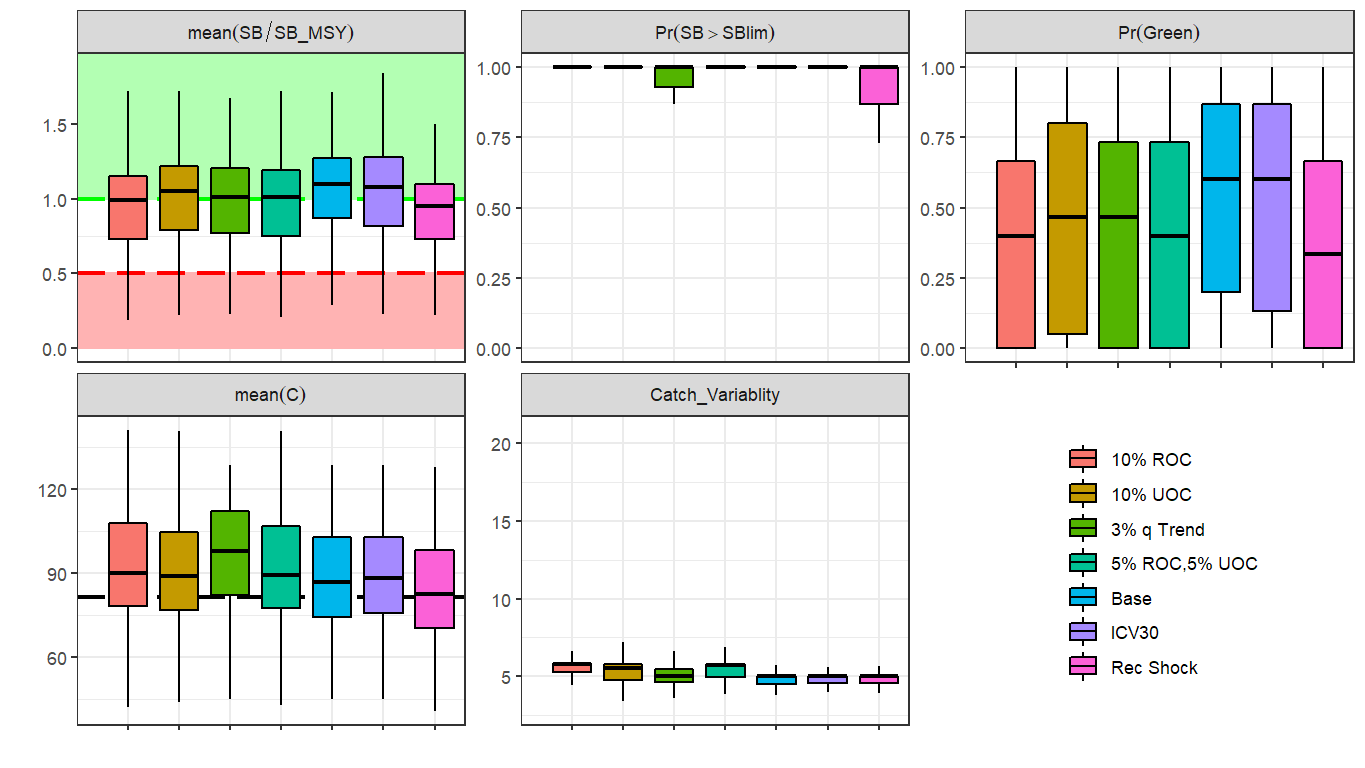 mean(SB/SB_MSY)
1.5
1.0
0.5
0.0
Pr(SB > SBlim)
1.00
0.75
0.50
0.25
0.00
Pr(Green)
1.00
0.75
0.50
0.25
0.00
mean(C)
120
90
60
Catch_Variablity
20
15
10
5
10% ROC
10% UOC
3% q Trend
5% ROC,5% UOC
Base
ICV30
Rec Shock